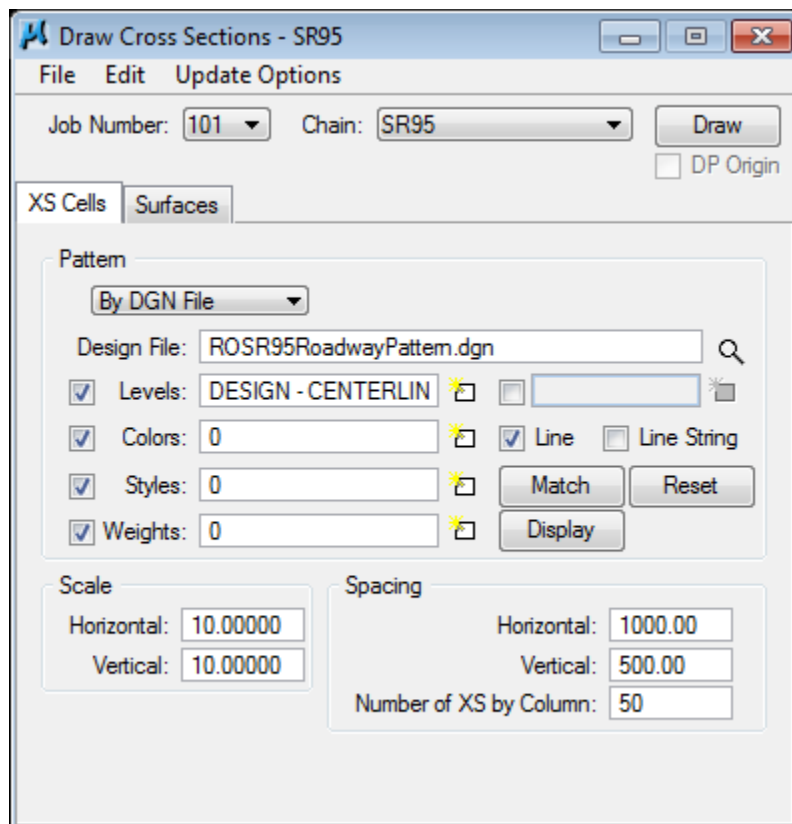 Draw Cross Sections - SR95
File Edit Update Options
Job Number: 101 Chain: SR95 Draw
DP Origin
XS Cells Surfaces
Pattern
By DGN File
Design File: ROSR95RoadwayPattern.dgn
Levels: DESIGN - CENTERLIN
Colors: 0 Line Line String
Styles: 0 Match Reset
Weights: 0 Display
Scale Spacing
Horizontal: 10.00000 Horizontal: 1000.00
Vertical: 10.00000 Vertical: 500.00
Number of XS by Column: 50